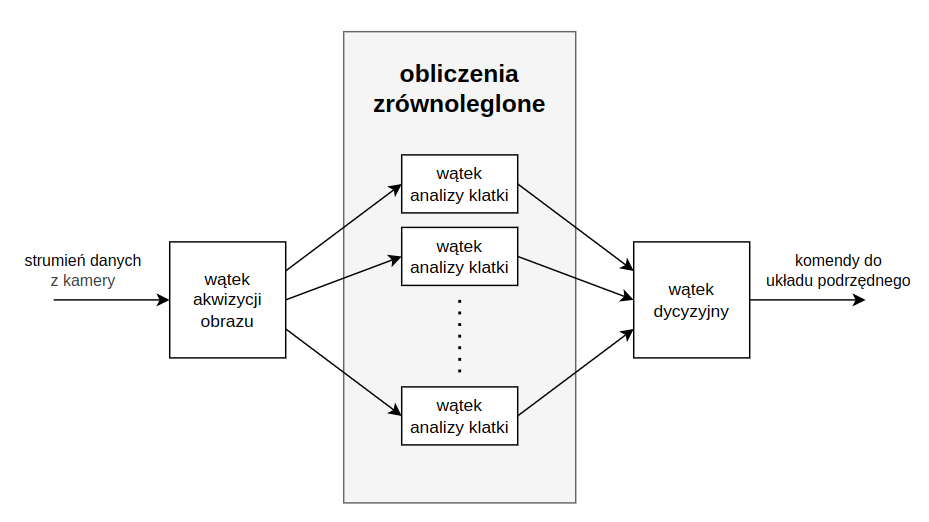 obliczenia
zrównoleglone
wątek
analizy klatki
wątek
analizy klatki
strumień danych
z kamery
wątek
akwizycji
obrazu
wątek
dycyzyjny
komendy do
układu podrzędnego
wątek
analizy klatki